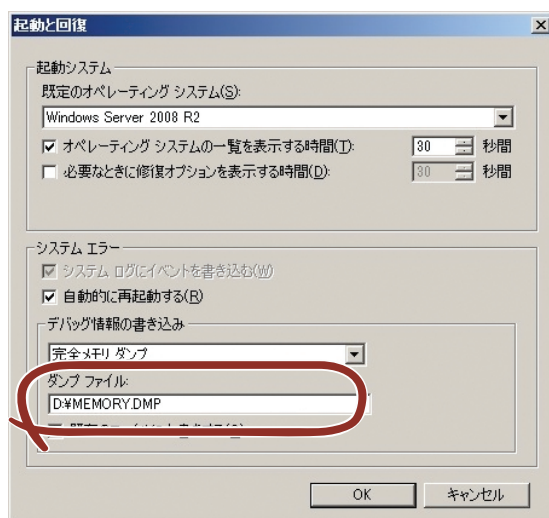 起動と回復
起動システム
既定のオペレーティング システム(S):
Windows Server 2008 R2
オペレーティング システムの一覧を表示する時間(T): 30 秒間
必要なときに修復オプションを表示する時間(D): 30 秒間
システム エラー
システム ログにイベントを書き込む(W)
自動的に再起動する(R)
デバッグ情報の書き込み
完全メモリ ダンプ
ダンプ ファイル:
D:¥MEMORY.DMP
OK キャンセル